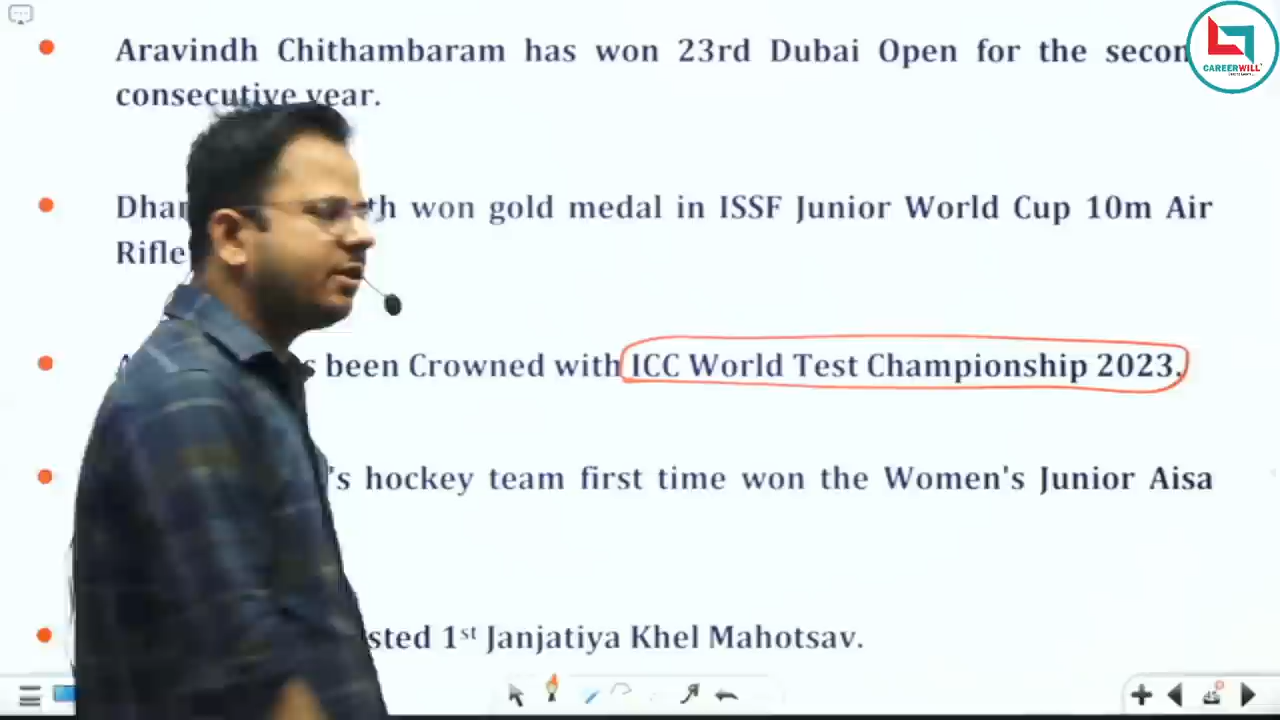 Aravindh Chithambaram has won 23rd Dubai Open for the secon
consecutive year.
won gold medal in ISSF Junior World Cup 10m Air
Rifle
been Crowned with ICC World Test Championship 2023.
's hockey team first time won the Women's Junior Aisa
1st Janjatiya Khel Mahotsav.
CAREERWILL